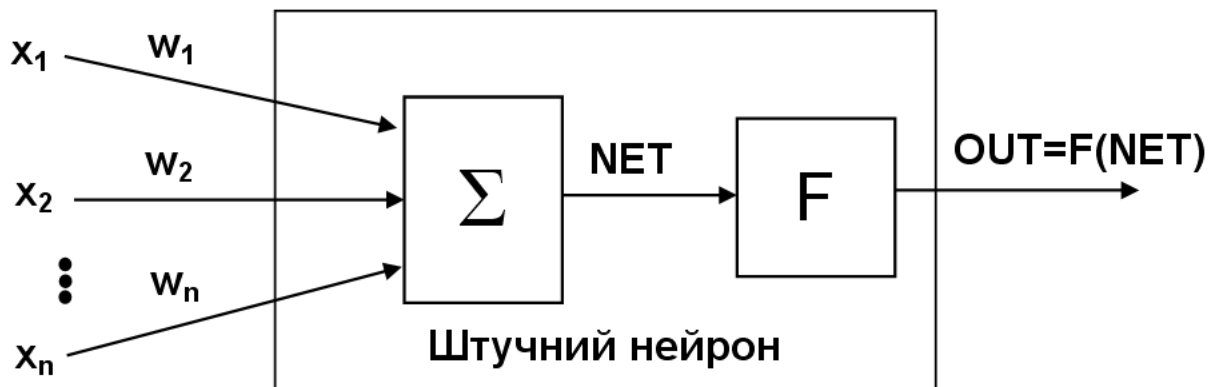 x₁
w₁
x₂
w₂
xₙ
wₙ
Σ
NET
F
OUT=F(NET)
Штучний нейрон